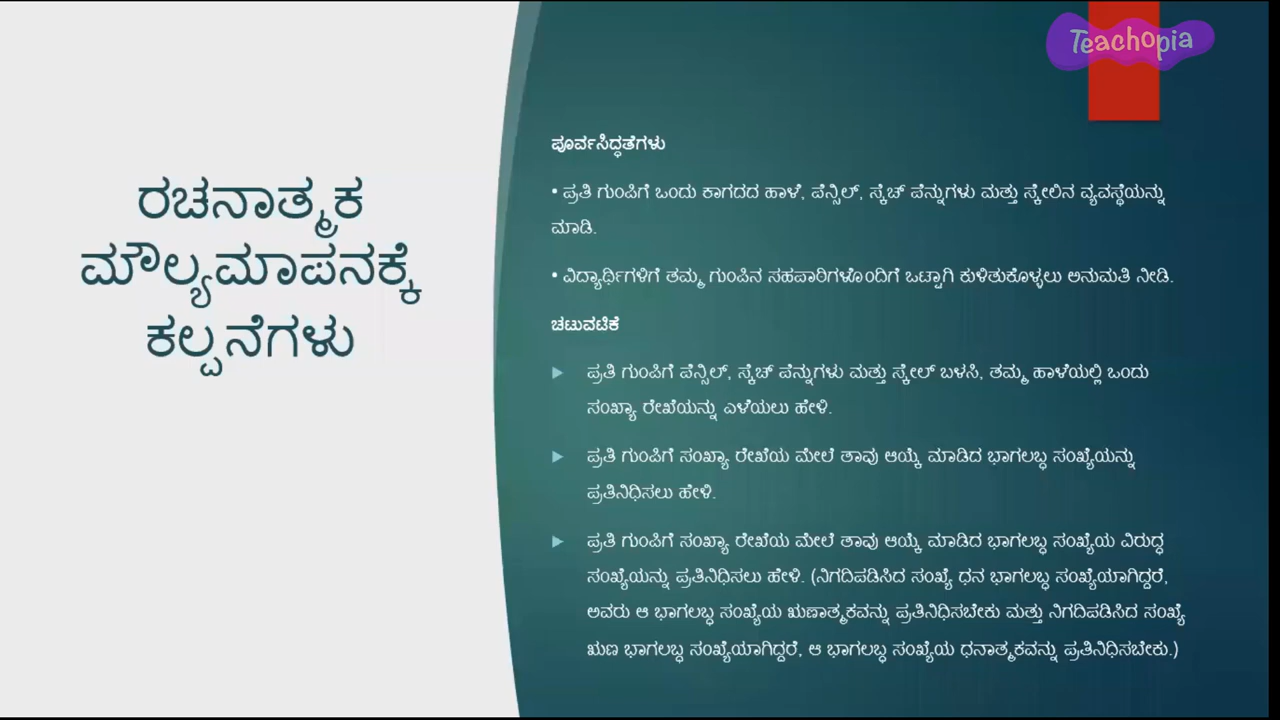 Teachopia
ರಚನಾತ್ಮಕ
ಮೌಲ್ಯಮಾಪನಕ್ಕೆ
ಕಲ್ಪನೆಗಳು
ಪೂರ್ವಸಿದ್ಧತೆಗಳು
• ಪ್ರತಿ ಗುಂಪಿಗೆ ಒಂದು ಕಾಗದದ ಹಾಳೆ, ಪೆನ್ಸಿಲ್, ಸ್ಕೆಚ್ ಪೆನ್ನುಗಳು ಮತ್ತು ಸ್ಕೇಲಿನ ವ್ಯವಸ್ಥೆಯನ್ನು
ಮಾಡಿ.
• ವಿದ್ಯಾರ್ಥಿಗಳಿಗೆ ತಮ್ಮ ಗುಂಪಿನ ಸಹಪಾಠಿಗಳೊಂದಿಗೆ ಒಟ್ಟಾಗಿ ಕುಳಿತುಕೊಳ್ಳಲು ಅನುಮತಿ ನೀಡಿ.
ಚಟುವಟಿಕೆ
ಪ್ರತಿ ಗುಂಪಿಗೆ ಪೆನ್ಸಿಲ್, ಸ್ಕೆಚ್ ಪೆನ್ನುಗಳು ಮತ್ತು ಸ್ಕೇಲ್ ಬಳಸಿ, ತಮ್ಮ ಹಾಳೆಯಲ್ಲಿ ಒಂದು
ಸಂಖ್ಯಾ ರೇಖೆಯನ್ನು ಎಳೆಯಲು ಹೇಳಿ.
ಪ್ರತಿ ಗುಂಪಿಗೆ ಸಂಖ್ಯಾ ರೇಖೆಯ ಮೇಲೆ ತಾವು ಆಯ್ಕೆ ಮಾಡಿದ ಭಾಗಲಬ್ಧ ಸಂಖ್ಯೆಯನ್ನು
ಪ್ರತಿನಿಧಿಸಲು ಹೇಳಿ.
ಪ್ರತಿ ಗುಂಪಿಗೆ ಸಂಖ್ಯಾ ರೇಖೆಯ ಮೇಲೆ ತಾವು ಆಯ್ಕೆ ಮಾಡಿದ ಭಾಗಲಬ್ಧ ಸಂಖ್ಯೆಯ ವಿರುದ್ಧ
ಸಂಖ್ಯೆಯನ್ನು ಪ್ರತಿನಿಧಿಸಲು ಹೇಳಿ. (ನಿಗದಿಪಡಿಸಿದ ಸಂಖ್ಯೆ ಧನ ಭಾಗಲಬ್ಧ ಸಂಖ್ಯೆಯಾಗಿದ್ದರೆ,
ಅವರು ಆ ಭಾಗಲಬ್ಧ ಸಂಖ್ಯೆಯ ಋಣಾತ್ಮಕವನ್ನು ಪ್ರತಿನಿಧಿಸಬೇಕು ಮತ್ತು ನಿಗದಿಪಡಿಸಿದ ಸಂಖ್ಯೆ
ಋಣ ಭಾಗಲಬ್ಧ ಸಂಖ್ಯೆಯಾಗಿದ್ದರೆ, ಆ ಭಾಗಲಬ್ಧ ಸಂಖ್ಯೆಯ ಧನಾತ್ಮಕವನ್ನು ಪ್ರತಿನಿಧಿಸಬೇಕು.)